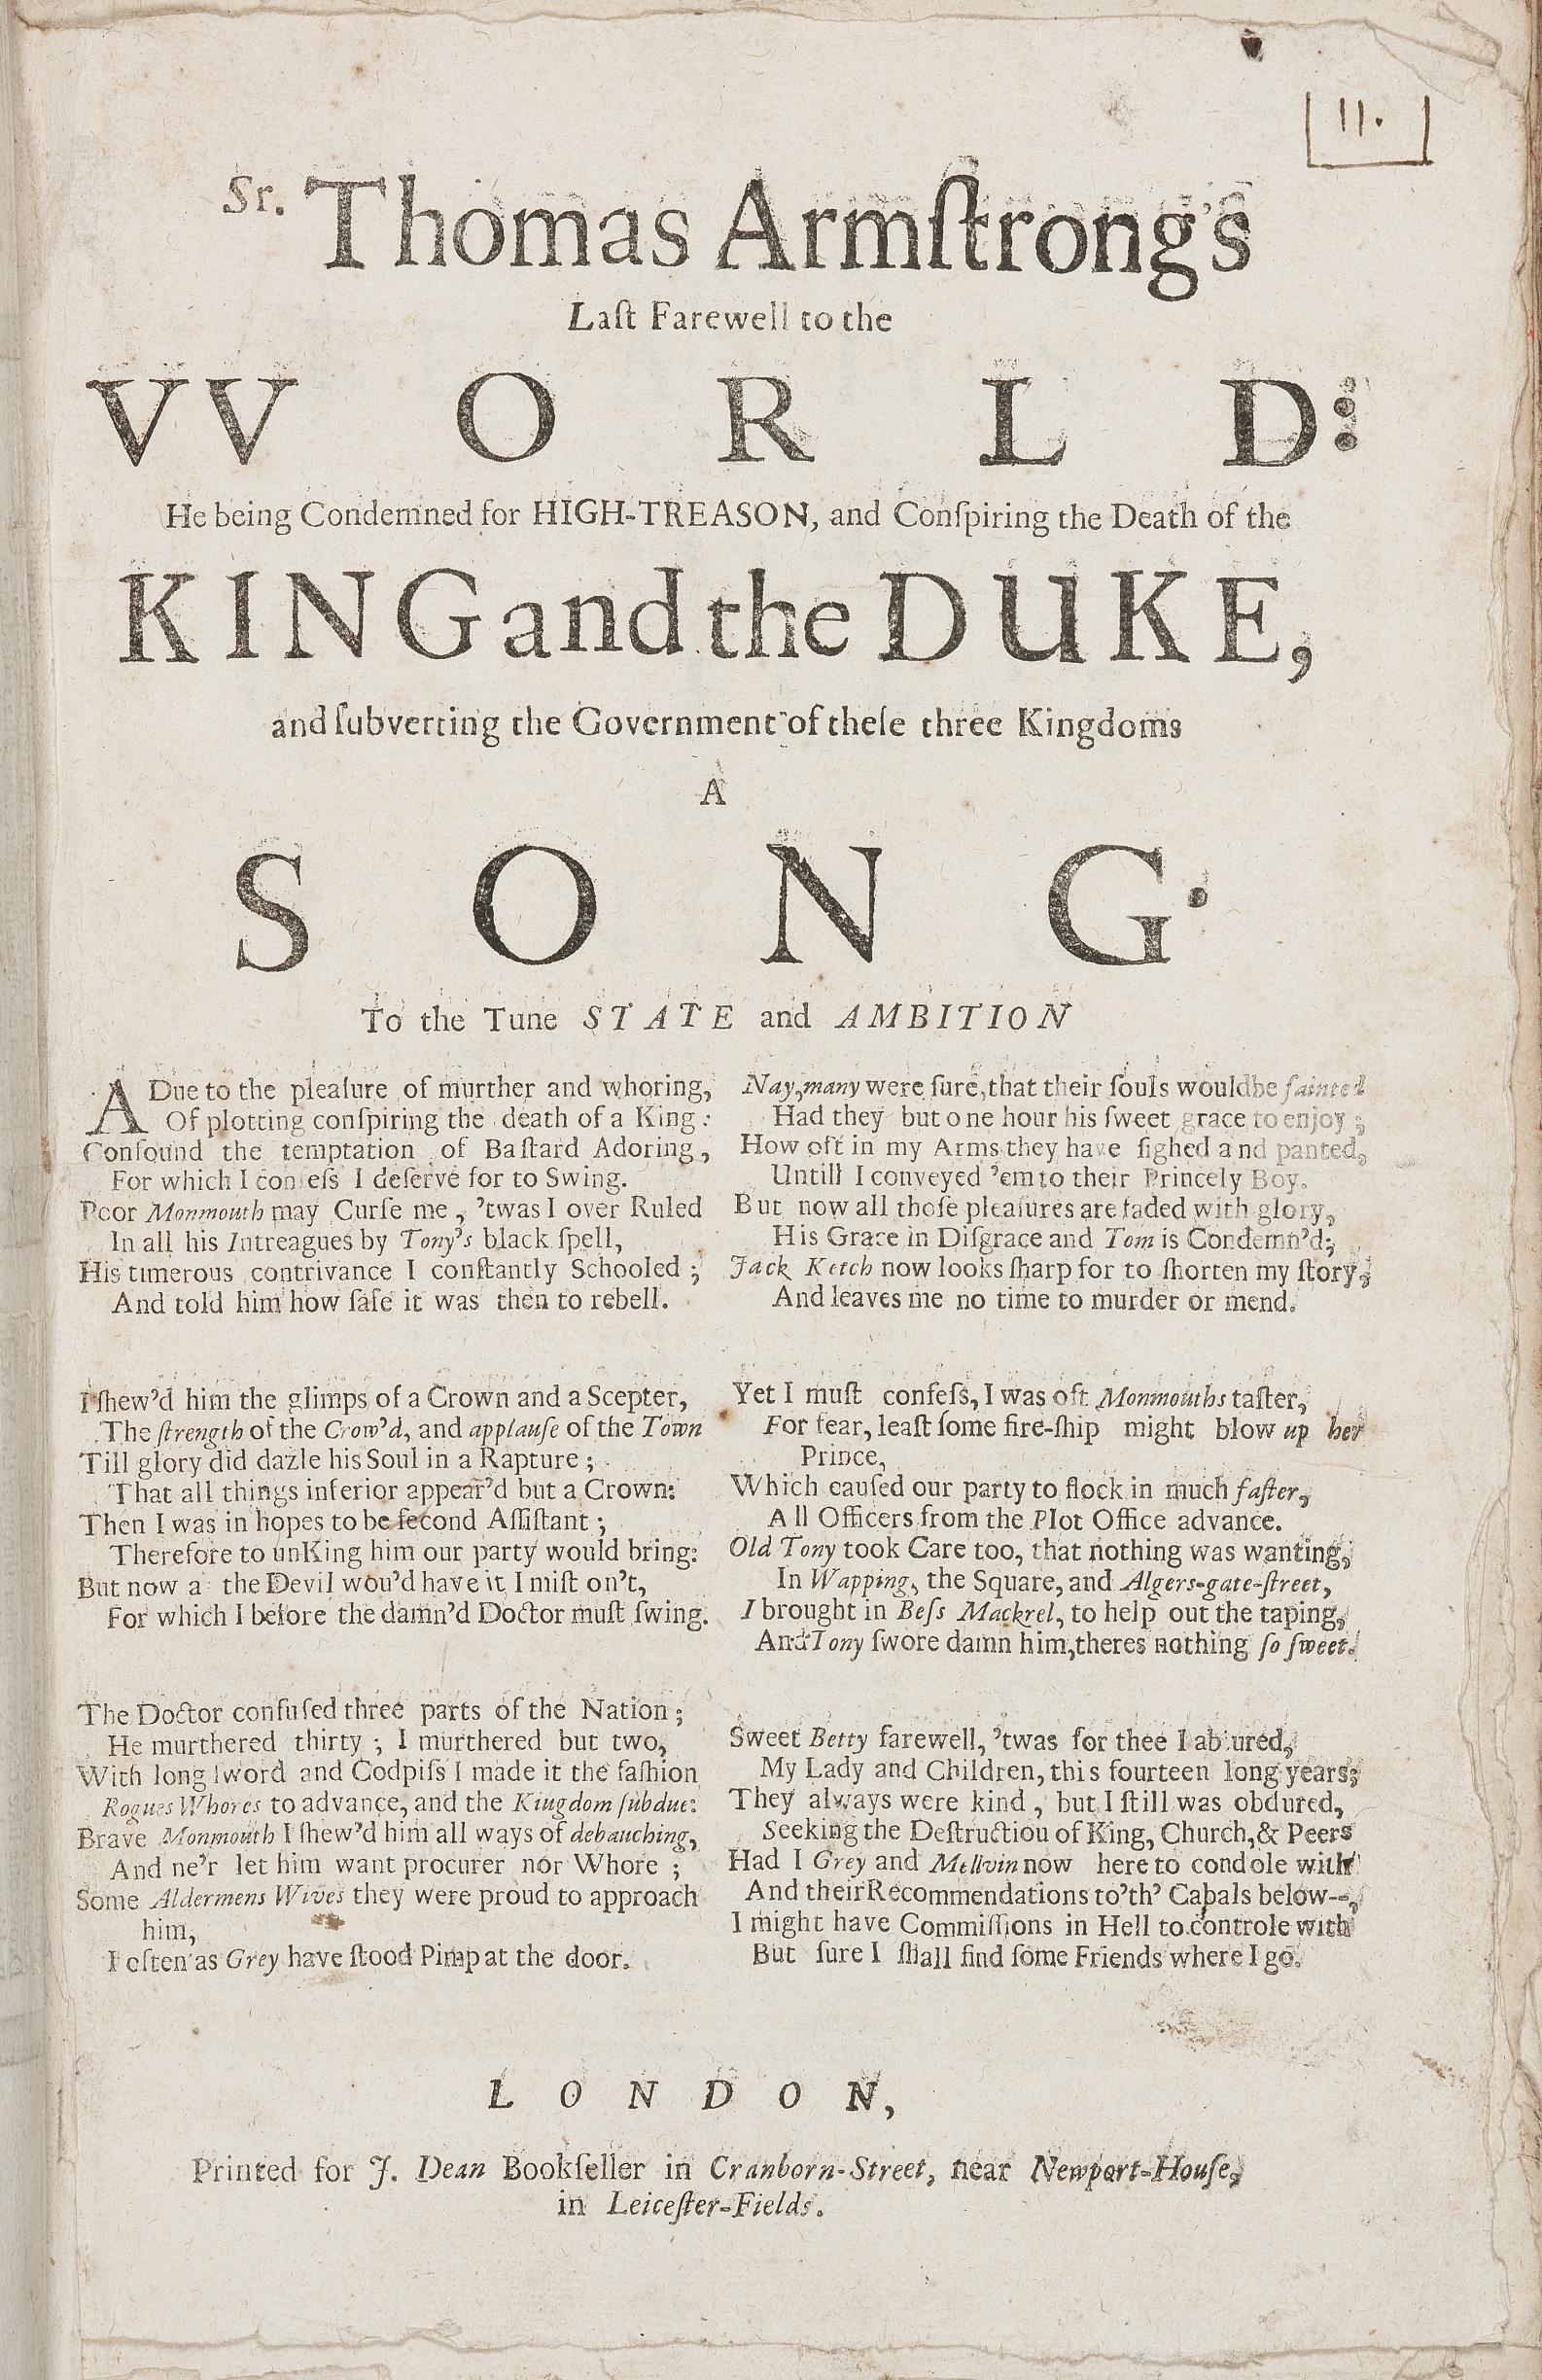 11.
Sr. Thomas Armſtrong's
Laſt Farewell to the
VVORLD:
He being Condemned for HIGH-TREASON, and Conſpiring the Death of the
KING and the DUKE,
and ſubverting the Government of theſe three Kingdoms
A
SONG.
To the Tune STATE and AMBITION
ADue to the pleaſure of murther and whoring,
Of plotting conſpiring the death of a King:
Confound the temptation of Baſtard Adoring,
For which I confeſs I deſerve for to Swing.
Poor Monmouth may Curſe me, 'twas I over Ruled
In all his Intreagues by Tony's black ſpell,
His timerous contrivance I conſtantly Schooled;
And told him how ſafe it was then to rebell.
I ſhew'd him the glimps of a Crown and a Scepter,
The ſtrength of the Crow'd, and applauſe of the Town
Till glory did dazle his Soul in a Rapture;
That all things inferior appear'd but a Crown:
Then I was in hopes to be ſecond Aſſiſtant;
Therefore to unKing him our party would bring:
But now a the Devil wou'd have it I miſt on't,
For which I before the damn'd Doctor muſt ſwing.
The Doctor confuſed three parts of the Nation;
He murthered thirty; I murthered but two,
With long ſword and Codpiſs I made it the faſhion
Rogues Whores to advance, and the Kiugdom ſubdue:
Brave Monmouth I ſhew'd him all ways of debauching,
And ne'r let him want procurer nor Whore;
Some Aldermens Wives they were proud to approach
him,
I often as Grey have ſtood Pimp at the door.
Nay, many were ſure, that their ſouls would be ſainted
Had they but one hour his ſweet grace to enjoy;
How oft in my Arms they have ſighed and panted,
Untill I conveyed 'em to their Princely Boy.
But now all thoſe pleaſures are faded with glory,
His Grace in Diſgrace and Tom is Condemn'd;
Jack Ketch now looks ſharp for to ſhorten my ſtory,
And leaves me no time to murder or mend.
Yet I muſt confeſs, I was oft Monmouths taſter,
For fear, leaſt ſome fire-ſhip might blow up her
Prince,
Which cauſed our party to flock in much faſter,
All Officers from the Plot Office advance.
Old Tony took Care too, that nothing was wanting,
In Wapping, the Square, and Algers-gate-ſtreet,
I brought in Beſs Mackrel, to help out the taping,
And Tony ſwore damn him, theres nothing ſo ſweet.
Sweet Betty farewell, 'twas for thee I abjured,
My Lady and Children, this fourteen long years;
They always were kind, but I ſtill was obdured,
Seeking the Deſtructiou of King, Church, & Peers
Had I Grey and Mellvin now here to condole with
And their Recommendations to'th' Cabals below--,
I might have Commiſſions in Hell to controle with
But ſure I ſhall find ſome Friends where I go.
LONDON,
Printed for J. Dean Bookſeller in Cranborn-Street, near Newport-Houſe,
in Leiceſter-Fields.